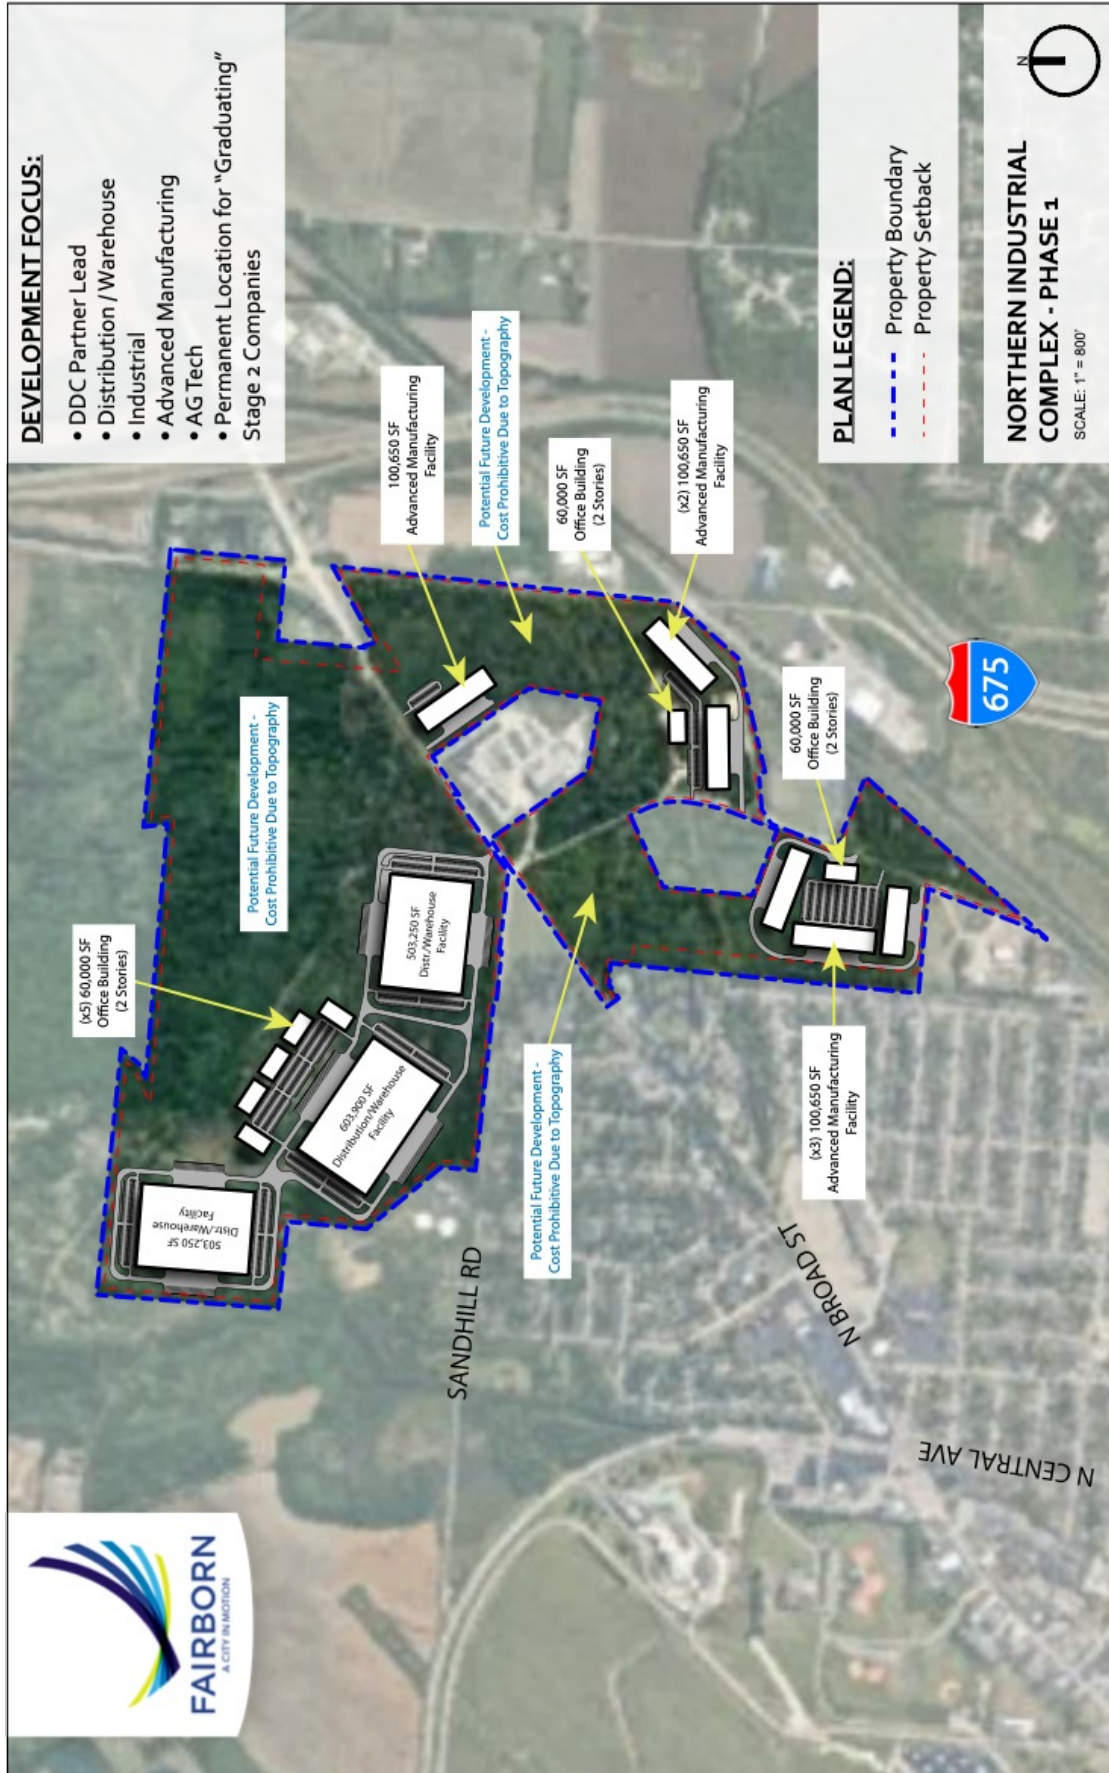 FAIRBORN
A CITY IN MOTION
DEVELOPMENT FOCUS:
• DDC Partner Lead
• Distribution / Warehouse
• Industrial
• Advanced Manufacturing
• AG Tech
• Permanent Location for "Graduating"
Stage 2 Companies
(x5) 60,000 SF
Office Building
(2 Stories)
Potential Future Development -
Cost Prohibitive Due to Topography
503,250 SF
Distr./Warehouse
Facility
603,900 SF
Distribution/Warehouse
Facility
503,250 SF
Distr./Warehouse
Facility
100,650 SF
Advanced Manufacturing
Facility
Potential Future Development -
Cost Prohibitive Due to Topography
60,000 SF
Office Building
(2 Stories)
(x2) 100,650 SF
Advanced Manufacturing
Facility
SANDHILL RD
Potential Future Development -
Cost Prohibitive Due to Topography
60,000 SF
Office Building
(2 Stories)
(x3) 100,650 SF
Advanced Manufacturing
Facility
N BROAD ST
N CENTRAL AVE
675
PLAN LEGEND:
Property Boundary
Property Setback
NORTHERN INDUSTRIAL
COMPLEX - PHASE 1
SCALE: 1" = 800'
N